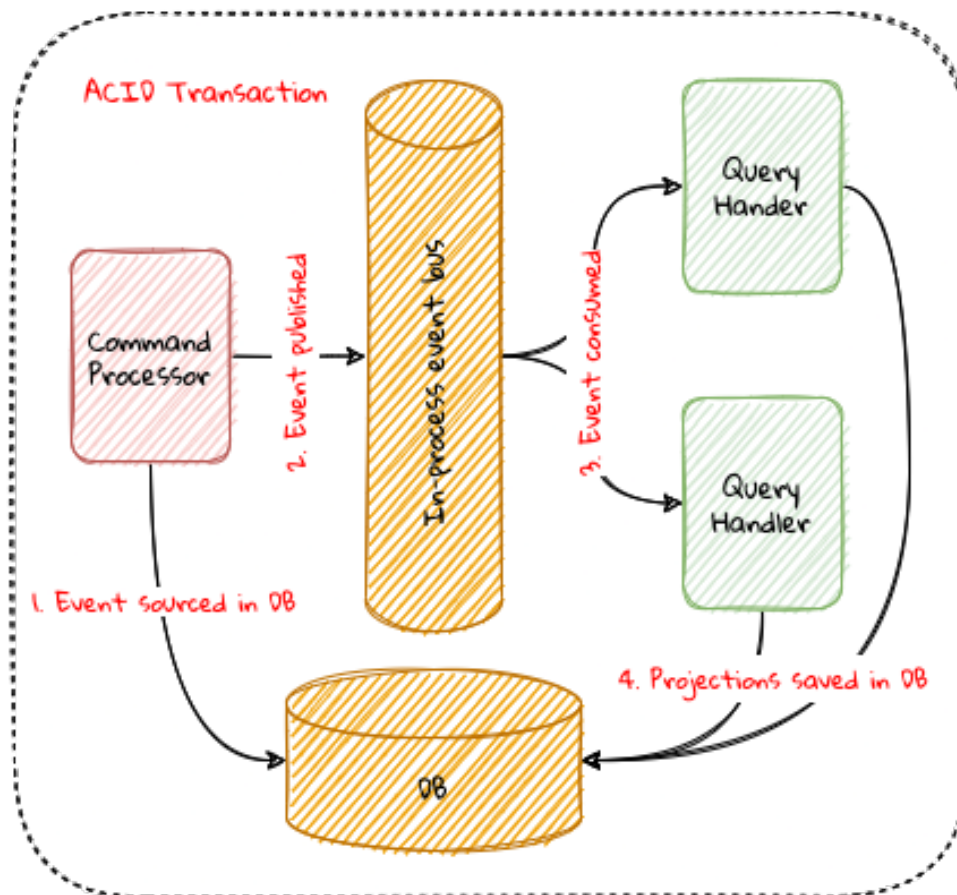 ACID Transaction
Query
Hander
Command
Processor
2. Event published
In-process event bus
3. Event consumed
Query
Handler
1. Event sourced in DB
4. Projections saved in DB
DB